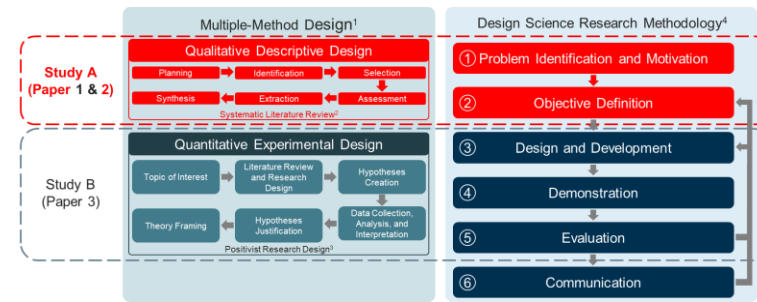 Multiple-Method Design¹
Design Science Research Methodology⁴
Study A
(Paper 1 & 2)
Qualitative Descriptive Design
Planning
Identification
Selection
Synthesis
Extraction
Assessment
Systematic Literature Review²
① Problem Identification and Motivation
② Objective Definition
Study B
(Paper 3)
Quantitative Experimental Design
Topic of Interest
Literature Review
and Research
Design
Hypotheses
Creation
Theory Framing
Hypotheses
Justification
Data Collection,
Analysis, and
Interpretation
Positivist Research Design³
③ Design and Development
④ Demonstration
⑤ Evaluation
⑥ Communication